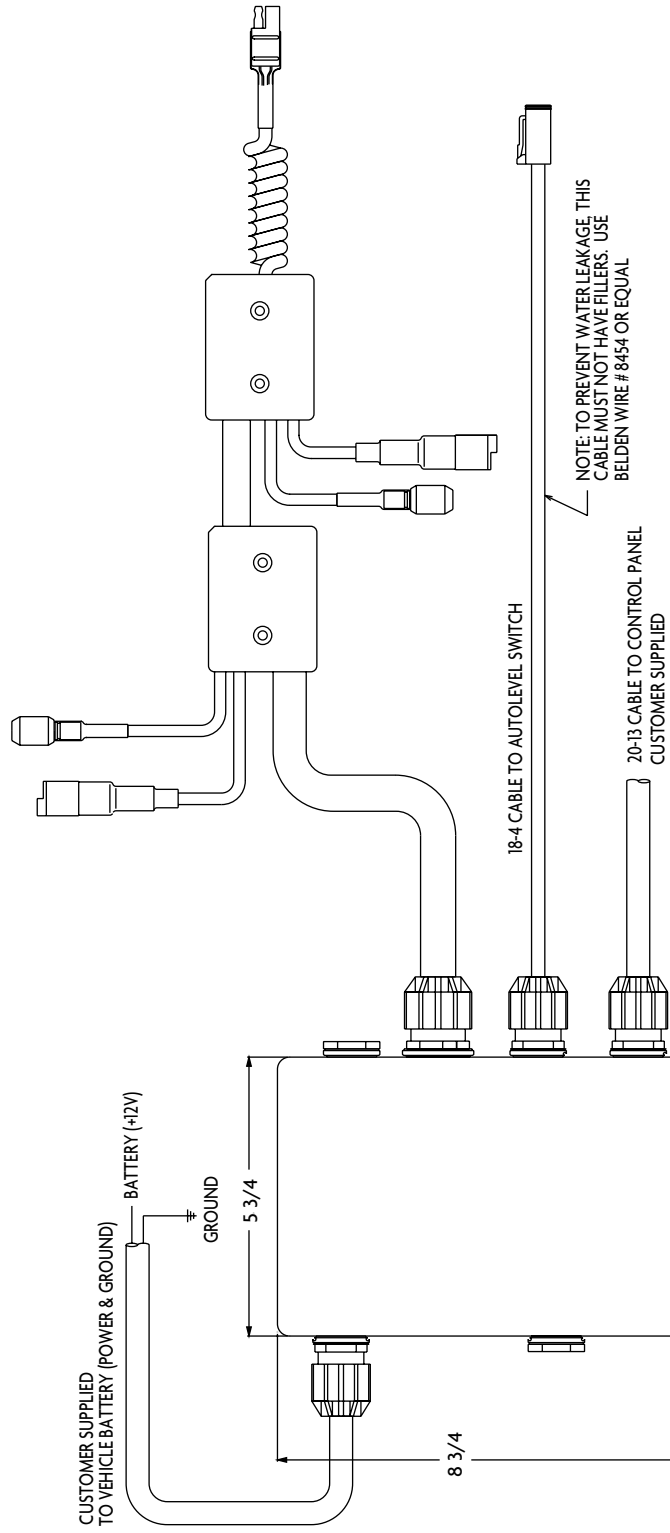 CUSTOMER SUPPLIED
TO VEHICLE BATTERY (POWER & GROUND)
BATTERY (+12V)
GROUND
5 3/4
8 3/4
18-4 CABLE TO AUTOLEVEL SWITCH
NOTE: TO PREVENT WATER LEAKAGE, THIS
CABLE MUST NOT HAVE FILLERS. USE
BELDEN WIRE # 8454 OR EQUAL
20-13 CABLE TO CONTROL PANEL
CUSTOMER SUPPLIED